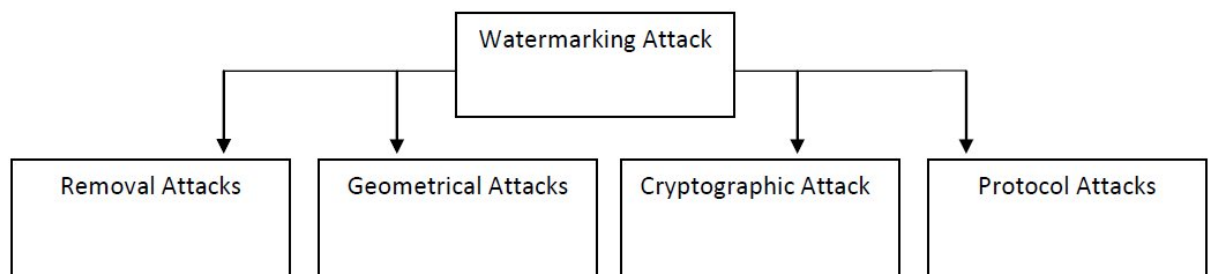 Watermarking Attack
Removal Attacks
Geometrical Attacks
Cryptographic Attack
Protocol Attacks